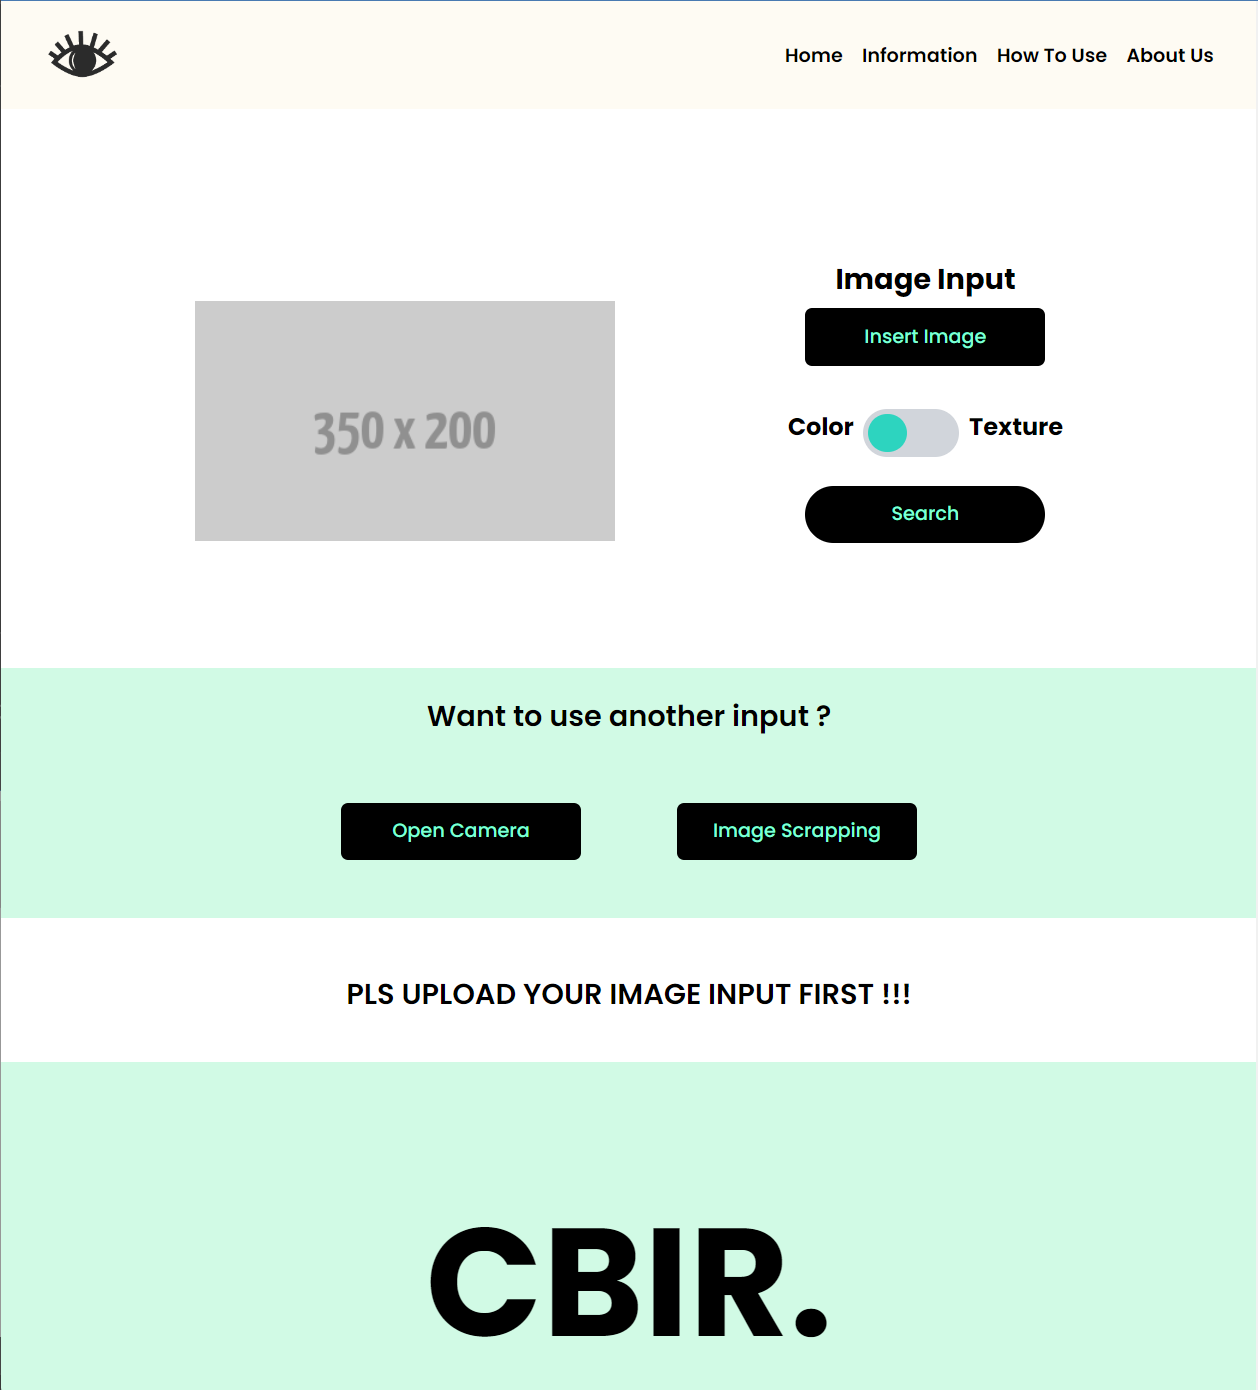 Home Information How To Use About Us
Image Input
Insert Image
350 x 200
Color Texture
Search
Want to use another input ?
Open Camera Image Scrapping
PLS UPLOAD YOUR IMAGE INPUT FIRST !!!
CBIR.